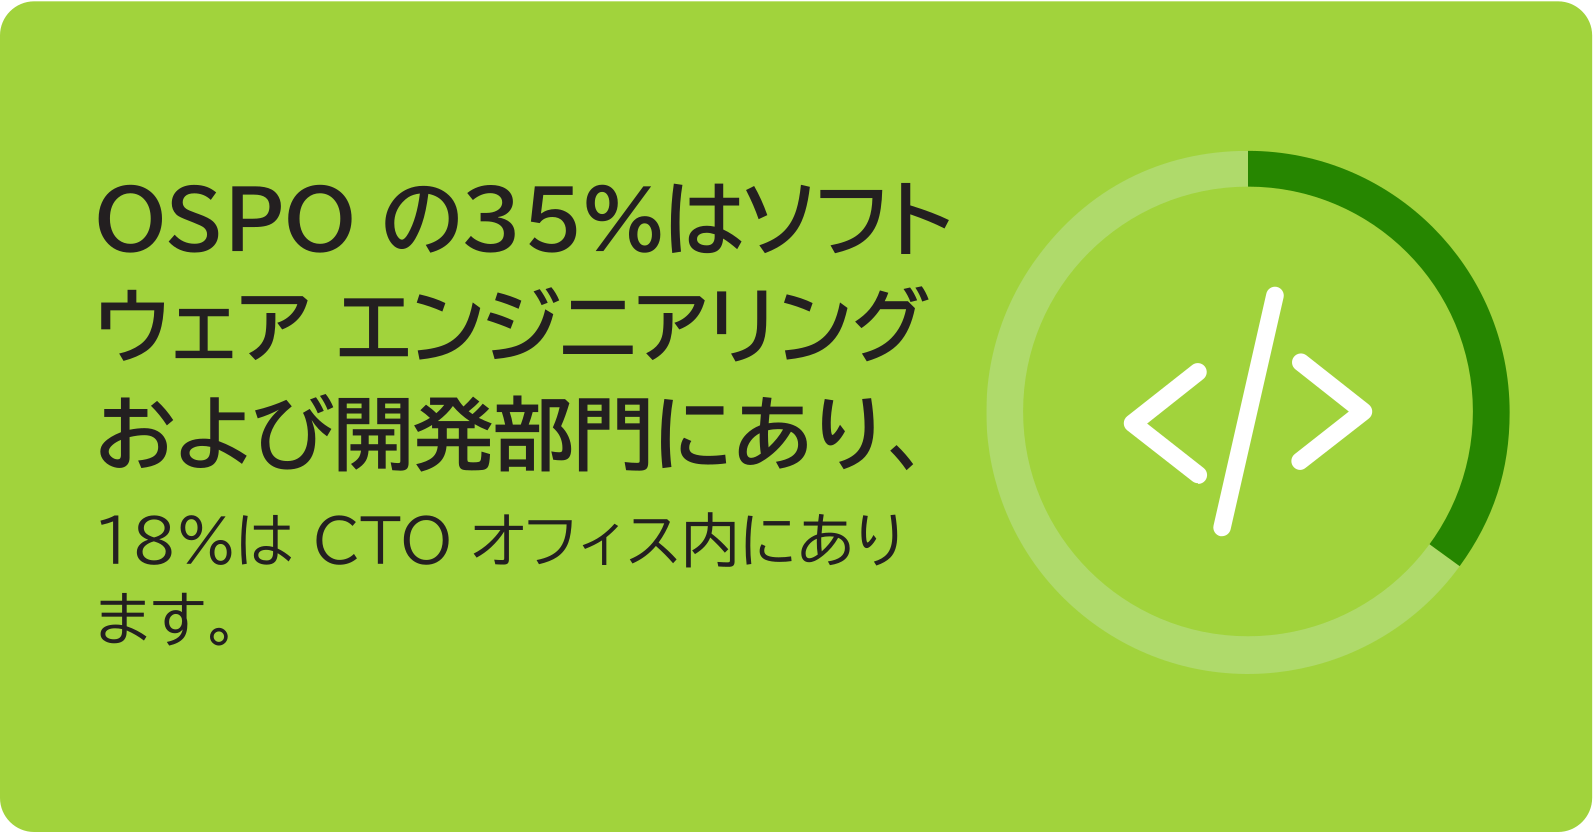 OSPO の35%はソフト
ウェア エンジニアリング
および開発部門にあり、
18%は CTO オフィス内にあり
ます。
</>